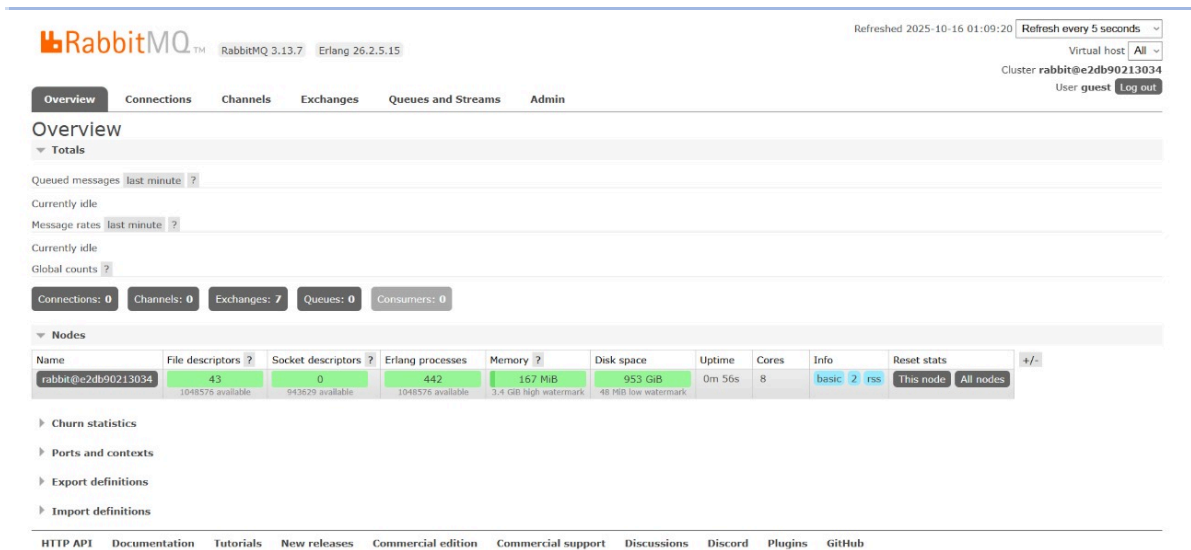 RabbitMQ TM RabbitMQ 3.13.7 Erlang 26.2.5.15
Refreshed 2025-10-16 01:09:20 Refresh every 5 seconds
Virtual host All
Cluster rabbit@e2db90213034
User guest Log out
Overview Connections Channels Exchanges Queues and Streams Admin
Overview
Totals
Queued messages last minute ?
Currently idle
Message rates last minute ?
Currently idle
Global counts ?
Connections: 0 Channels: 0 Exchanges: 7 Queues: 0 Consumers: 0
Nodes
Name File descriptors ? Socket descriptors ? Erlang processes Memory ? Disk space Uptime Cores Info Reset stats +/-
rabbit@e2db90213034 43 0 442 167 MiB 953 GiB 0m 56s 8 basic 2 rss This node All nodes
1048576 available 943629 available 1048576 available 3.4 GiB high watermark 48 MiB low watermark
Churn statistics
Ports and contexts
Export definitions
Import definitions
HTTP API Documentation Tutorials New releases Commercial edition Commercial support Discussions Discord Plugins GitHub